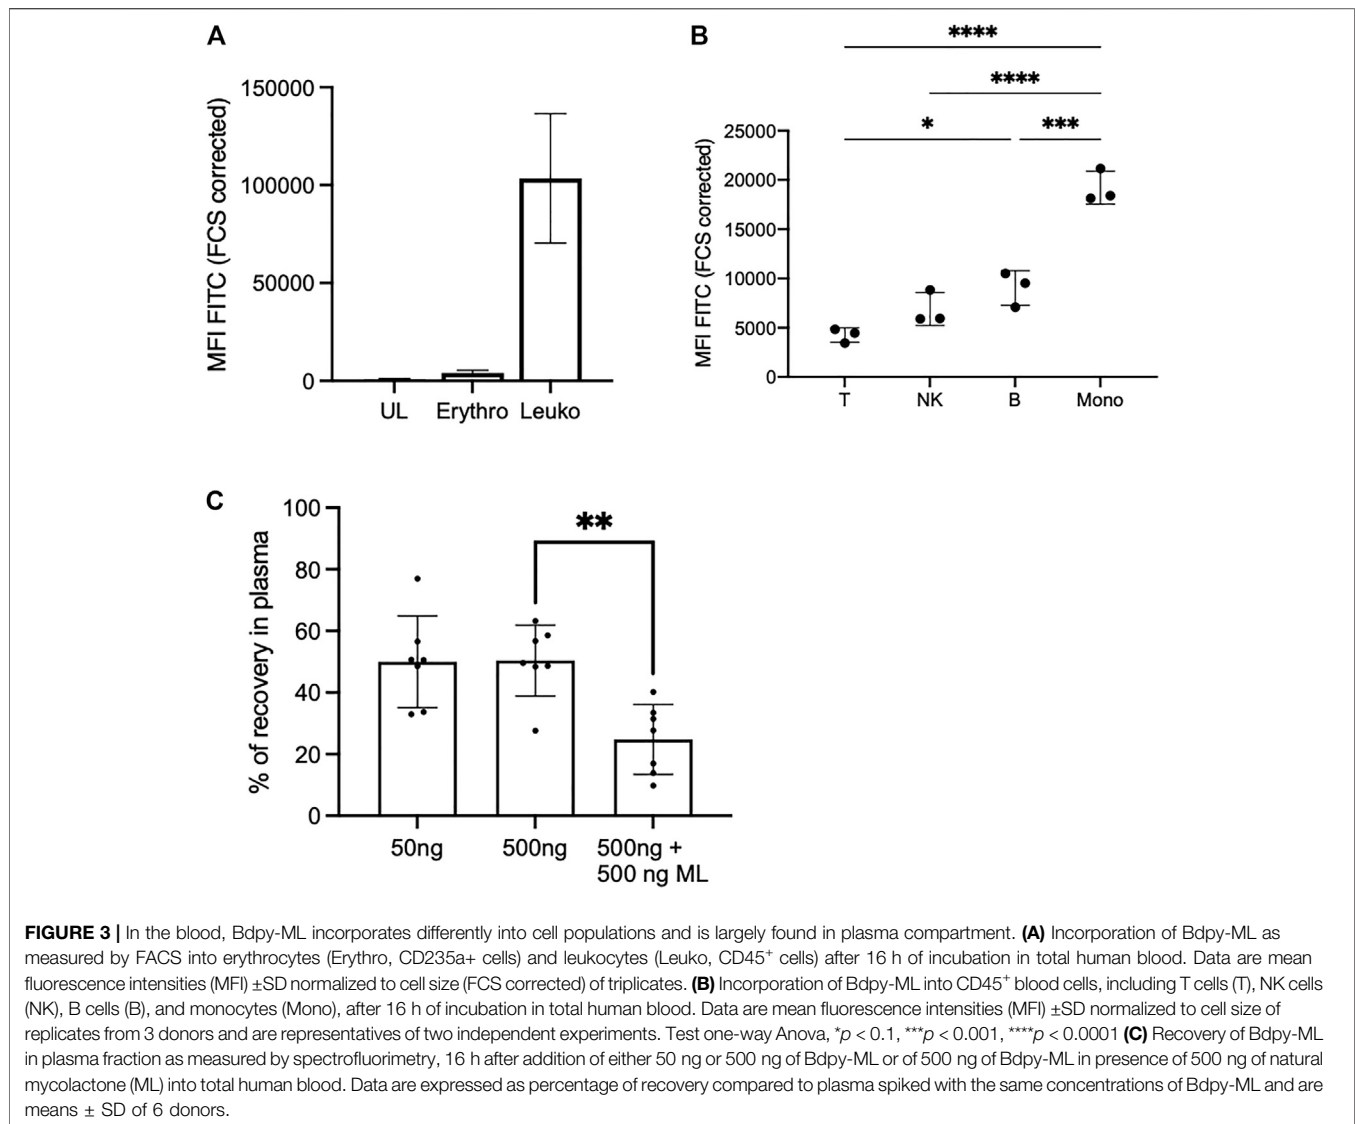 A
MFI FITC (FCS corrected)
150000
100000
50000
0
UL Erythro Leuko
B
MFI FITC (FCS corrected)
25000
20000
15000
10000
5000
0
****
****
* ***
T NK B Mono
C
% of recovery in plasma
100
80
60
40
20
0
**
50ng 500ng 500ng +
500 ng ML
FIGURE 3 | In the blood, Bdpy-ML incorporates differently into cell populations and is largely found in plasma compartment. (A) Incorporation of Bdpy-ML as
measured by FACS into erythrocytes (Erythro, CD235a+ cells) and leukocytes (Leuko, CD45⁺ cells) after 16 h of incubation in total human blood. Data are mean
fluorescence intensities (MFI) ±SD normalized to cell size (FCS corrected) of triplicates. (B) Incorporation of Bdpy-ML into CD45⁺ blood cells, including T cells (T), NK cells
(NK), B cells (B), and monocytes (Mono), after 16 h of incubation in total human blood. Data are mean fluorescence intensities (MFI) ±SD normalized to cell size of
replicates from 3 donors and are representatives of two independent experiments. Test one-way Anova, *p < 0.1, ***p < 0.001, ****p < 0.0001 (C) Recovery of Bdpy-ML
in plasma fraction as measured by spectrofluorimetry, 16 h after addition of either 50 ng or 500 ng of Bdpy-ML or of 500 ng of Bdpy-ML in presence of 500 ng of natural
mycolactone (ML) into total human blood. Data are expressed as percentage of recovery compared to plasma spiked with the same concentrations of Bdpy-ML and are
means ± SD of 6 donors.